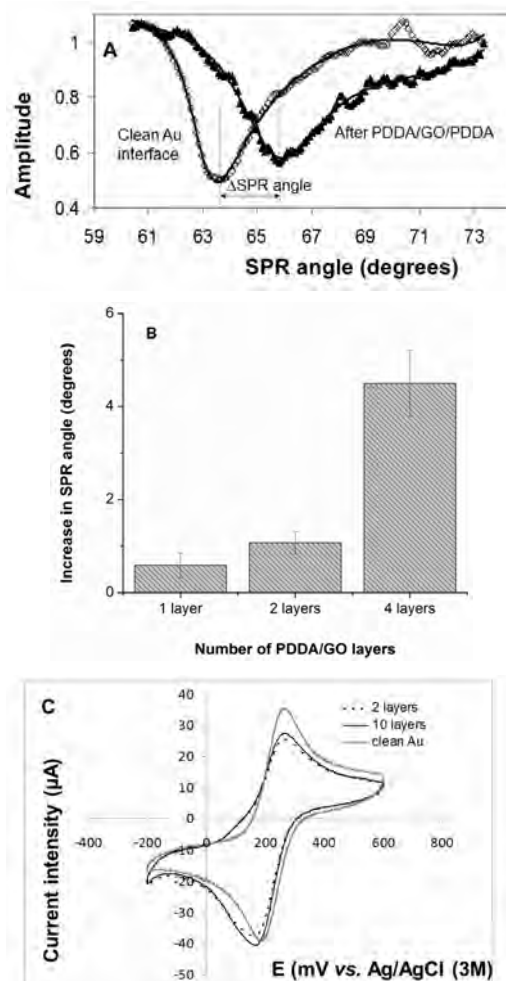 A
1
0.8
0.6
0.4
Amplitude
Clean Au
interface
After PDDA/GO/PDDA
ΔSPR angle
59 61 63 65 67 69 71 73
SPR angle (degrees)
B
6
4
2
0
Increase in SPR angle (degrees)
1 layer 2 layers 4 layers
Number of PDDA/GO layers
C
40
30
20
10
0
-400 -200 0 200 400 600 800
-10
-20
-30
-40
-50
2 layers
10 layers
clean Au
Current intensity (µA)
E (mV vs. Ag/AgCl (3M)